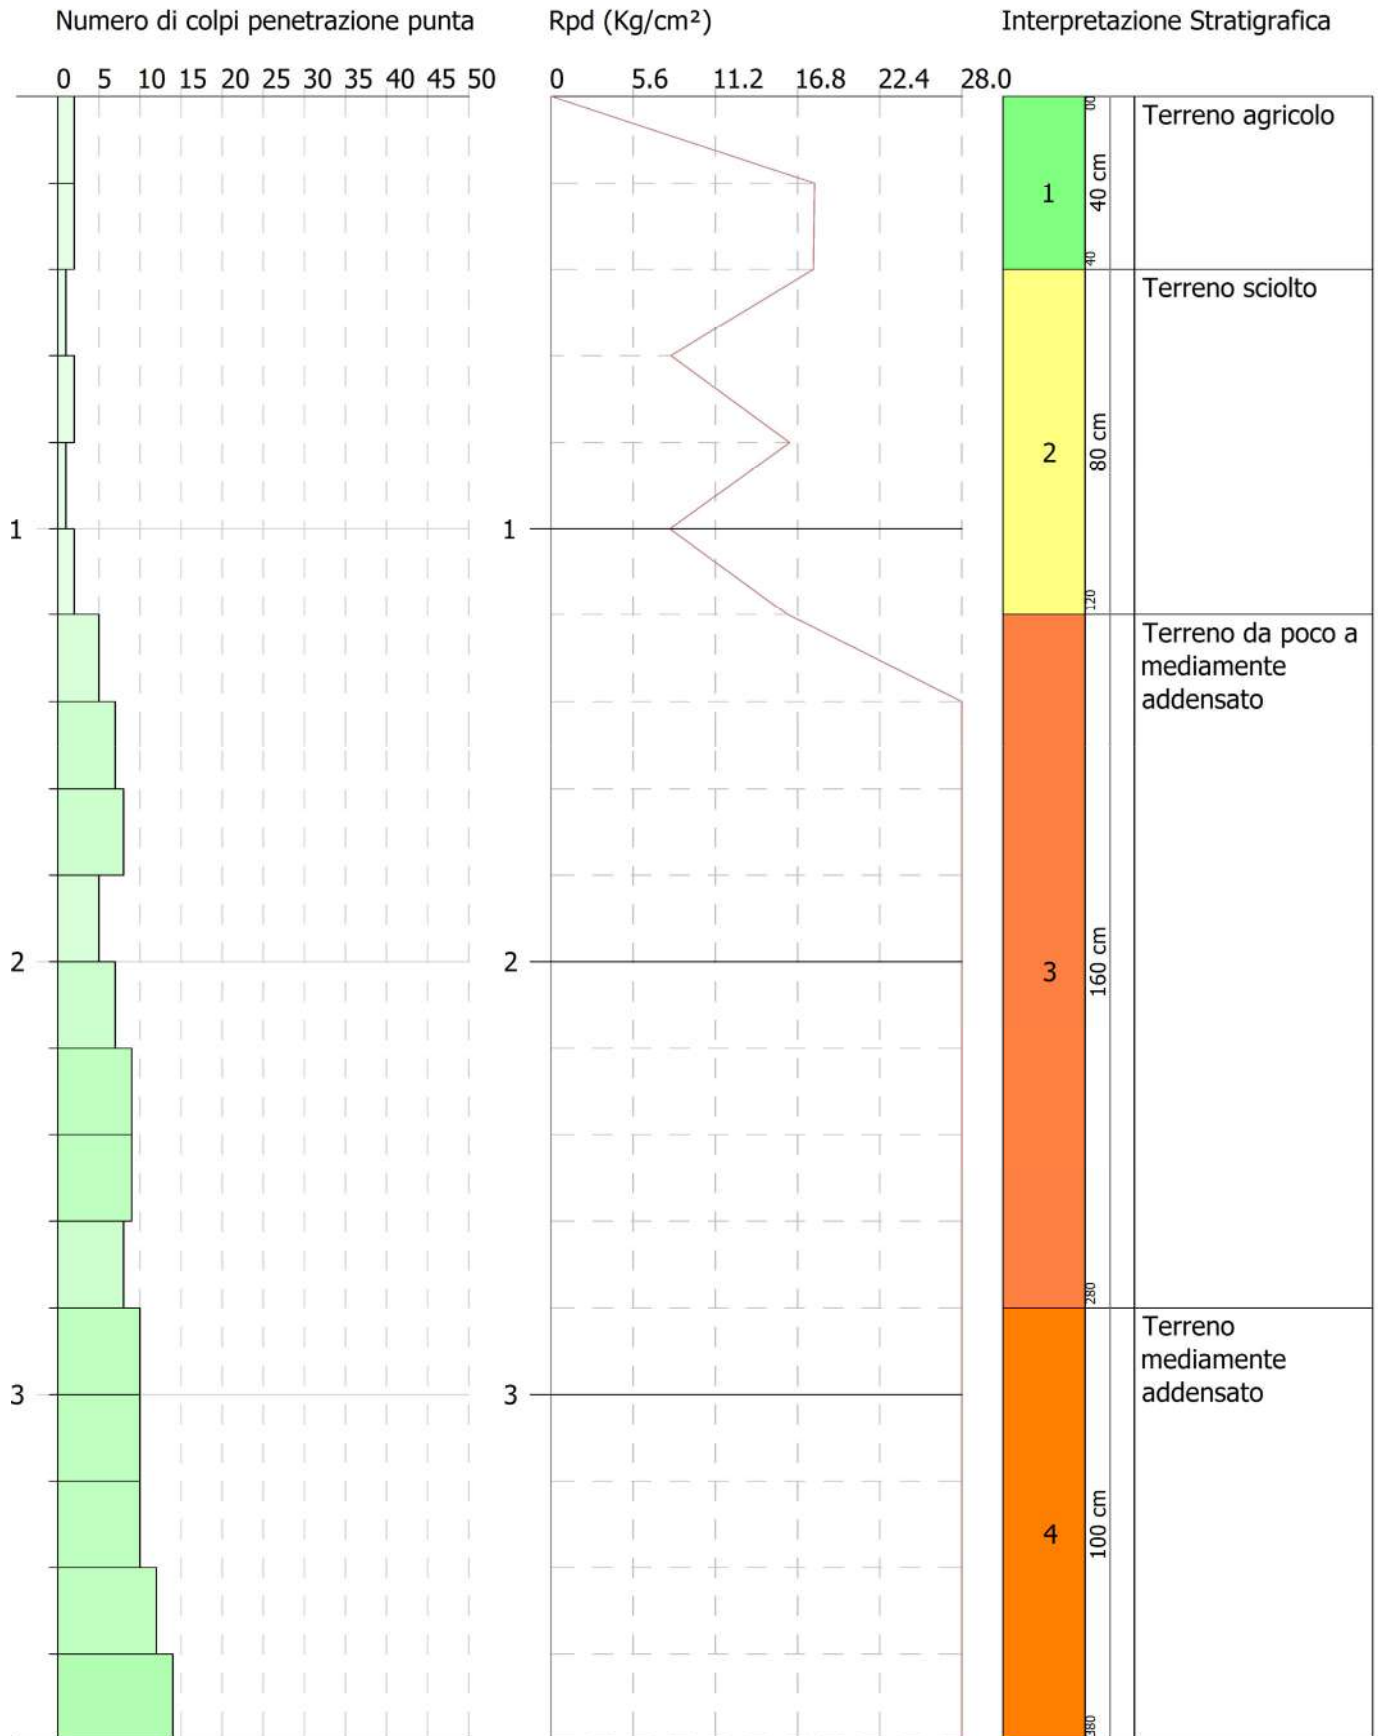 Numero di colpi penetrazione punta
Rpd (Kg/cm²)
Interpretazione Stratigrafica
0 5 10 15 20 25 30 35 40 45 50
0 5.6 11.2 16.8 22.4 28.0
1
2
3
1
2
3
1
00
40 cm
40
Terreno agricolo
2
80 cm
120
Terreno sciolto
3
160 cm
280
Terreno da poco a
mediamente
addensato
4
100 cm
380
Terreno
mediamente
addensato